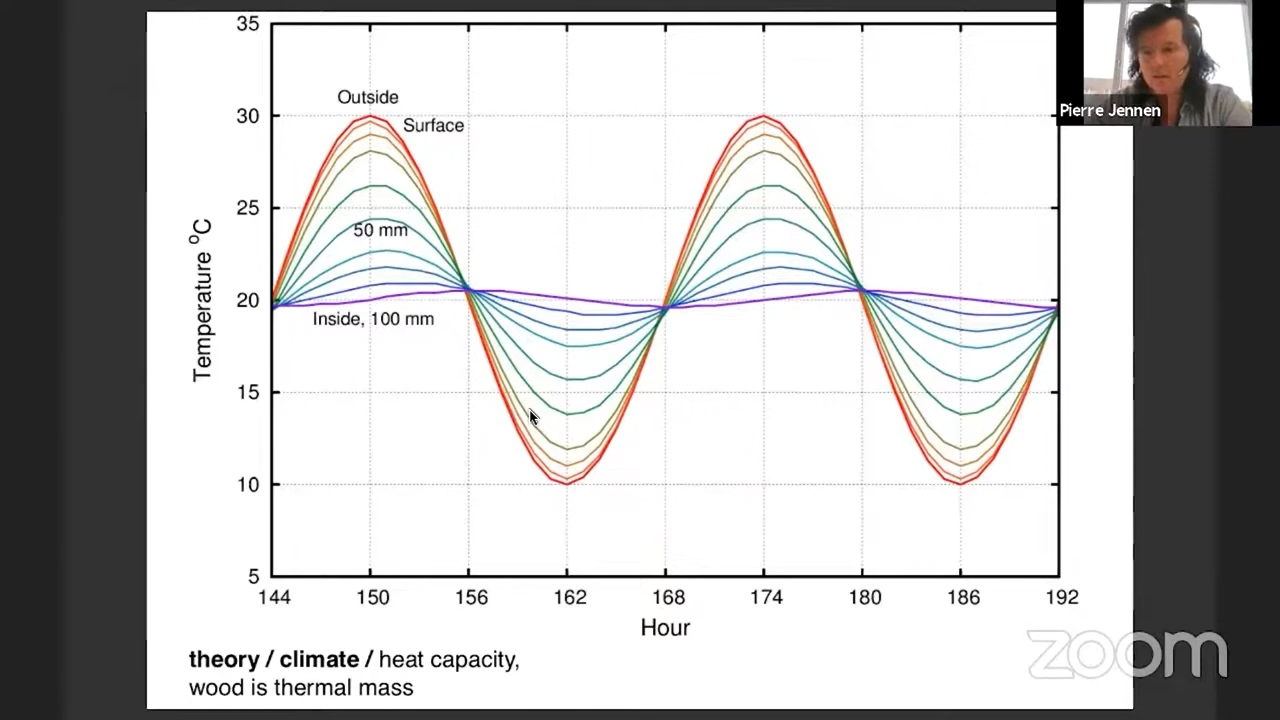 35
Outside
30
Surface
Pierre Jennen
25
50 mm
Temperature ºC
20
Inside, 100 mm
15
10
5
144 150 156 162 168 174 180 186 192
Hour
theory / climate / heat capacity,
wood is thermal mass
zoom